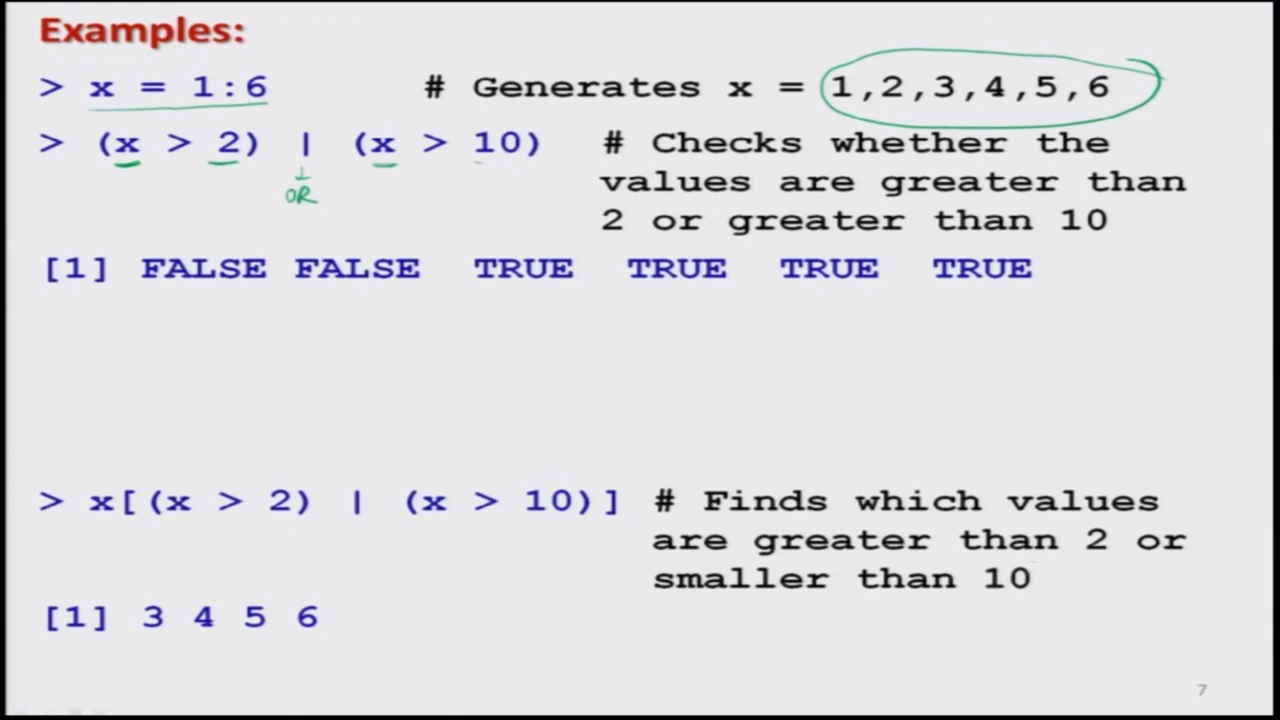 Examples:
> x = 1:6 # Generates x = 1,2,3,4,5,6
> (x > 2) | (x > 10) # Checks whether the
values are greater than
OR
2 or greater than 10
[1] FALSE FALSE TRUE TRUE TRUE TRUE
> x[(x > 2) | (x > 10)] # Finds which values
are greater than 2 or
smaller than 10
[1] 3 4 5 6
7